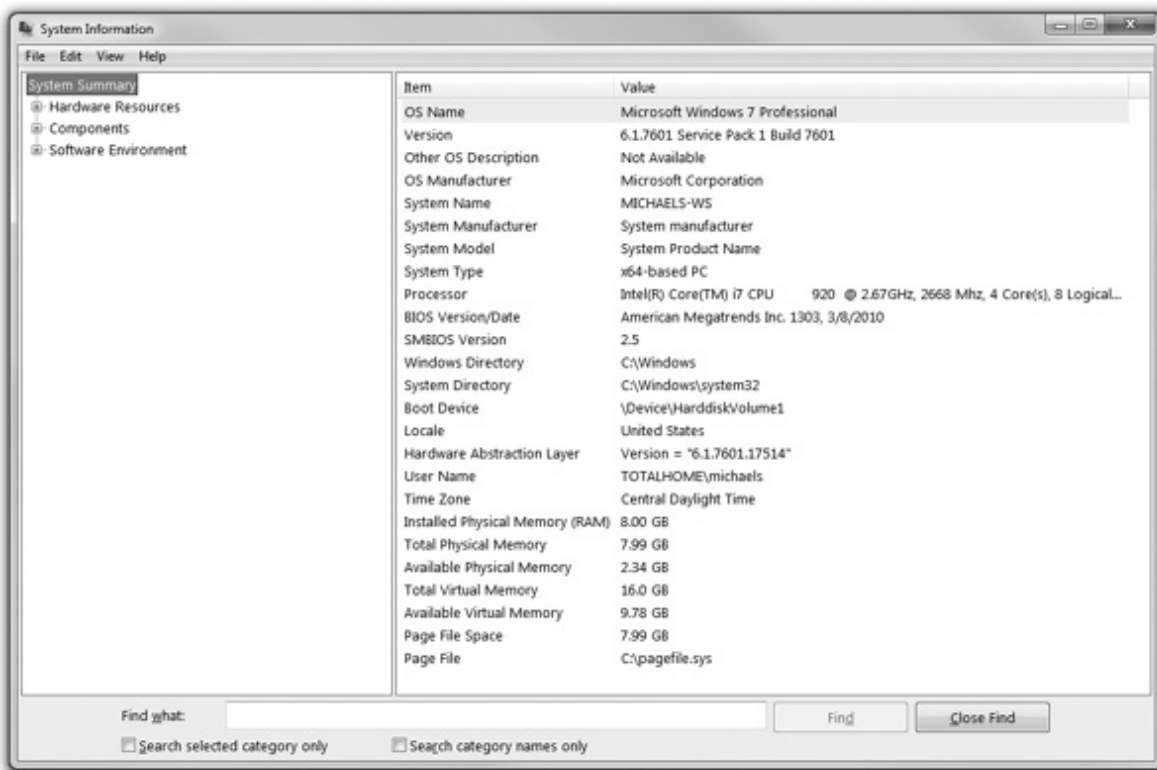 System Information
File Edit View Help
System Summary
Hardware Resources
Components
Software Environment
Item Value
OS Name Microsoft Windows 7 Professional
Version 6.1.7601 Service Pack 1 Build 7601
Other OS Description Not Available
OS Manufacturer Microsoft Corporation
System Name MICHAELS-WS
System Manufacturer System manufacturer
System Model System Product Name
System Type x64-based PC
Processor Intel(R) Core(TM) i7 CPU 920 @ 2.67GHz, 2668 Mhz, 4 Core(s), 8 Logical...
BIOS Version/Date American Megatrends Inc. 1303, 3/8/2010
SMBIOS Version 2.5
Windows Directory C:\Windows
System Directory C:\Windows\system32
Boot Device \Device\HarddiskVolume1
Locale United States
Hardware Abstraction Layer Version = "6.1.7601.17514"
User Name TOTALHOME\michaels
Time Zone Central Daylight Time
Installed Physical Memory (RAM) 8.00 GB
Total Physical Memory 7.99 GB
Available Physical Memory 2.34 GB
Total Virtual Memory 16.0 GB
Available Virtual Memory 9.78 GB
Page File Space 7.99 GB
Page File C:\pagefile.sys
Find what: Find Close Find
Search selected category only Search category names only